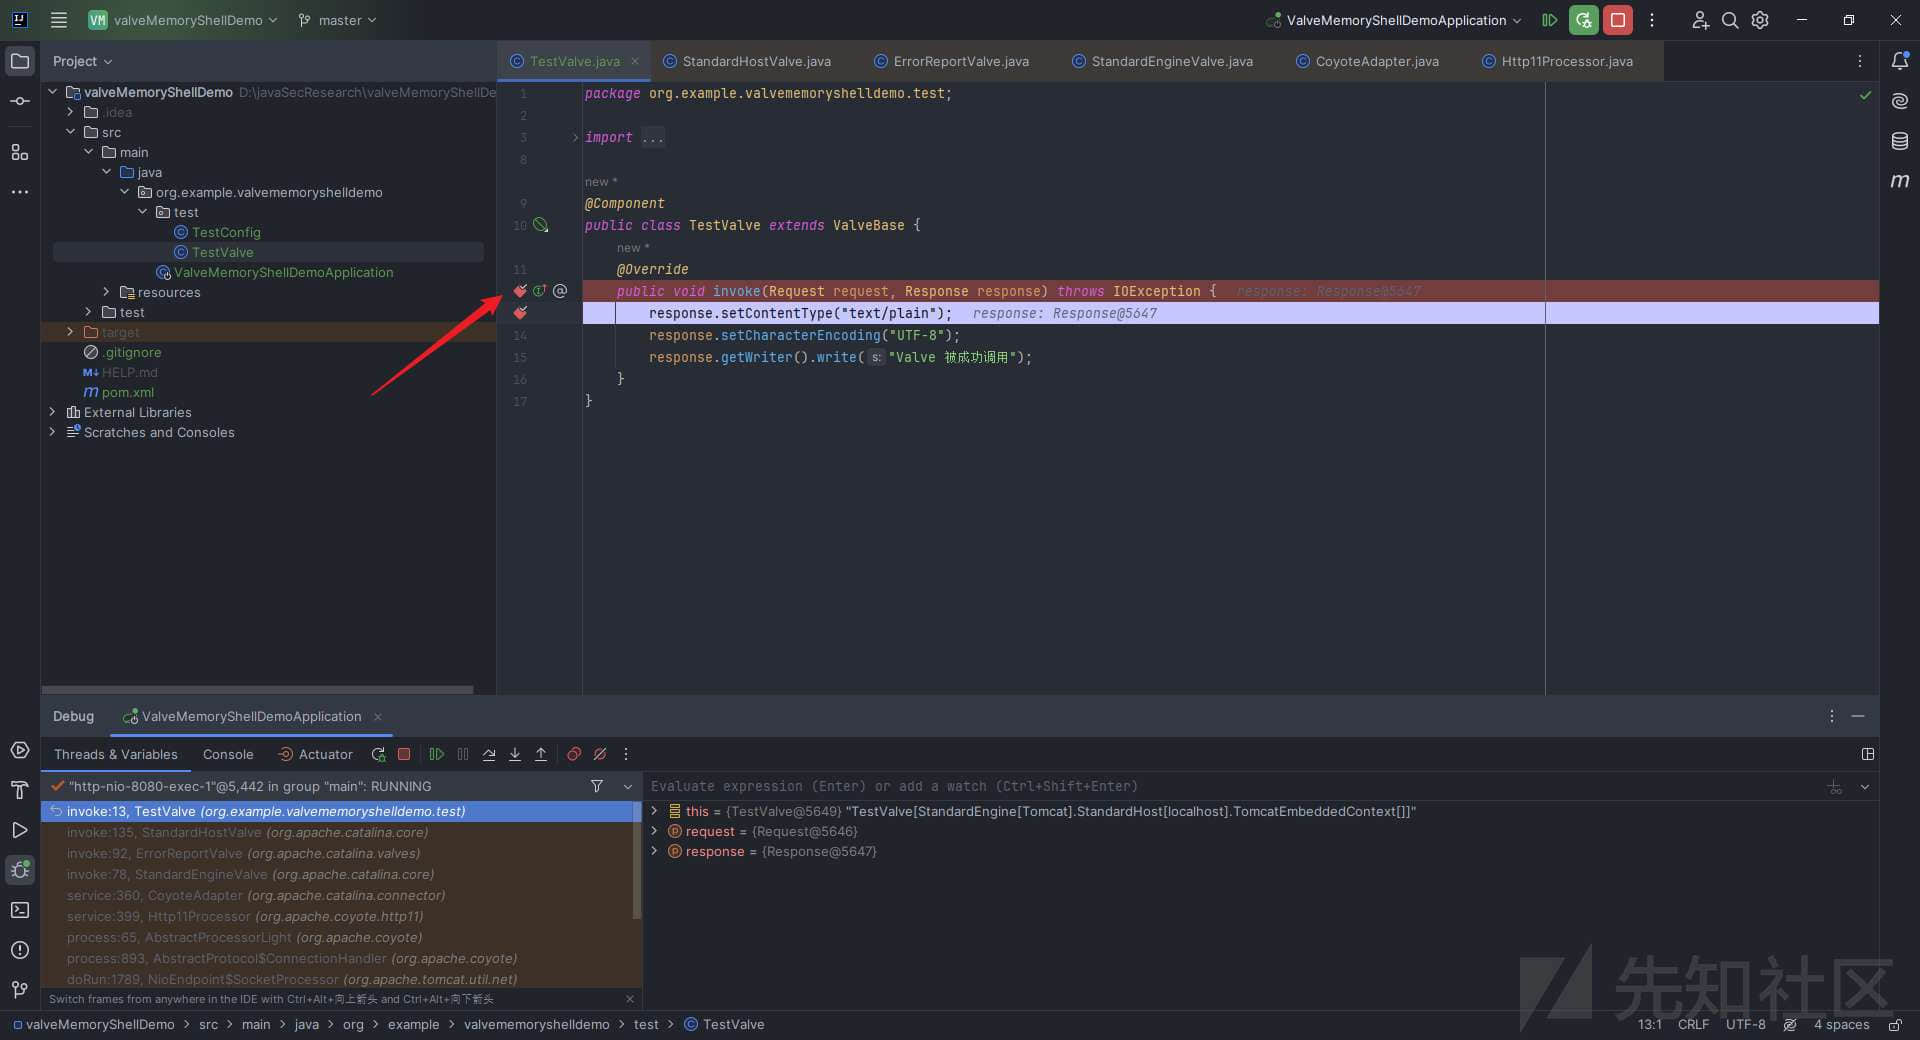 VM valveMemoryShellDemo master ValveMemoryShellDemoApplication
Project
TestValve.java StandardHostValve.java ErrorReportValve.java StandardEngineValve.java CoyoteAdapter.java Http11Processor.java
valveMemoryShellDemo D:\javaSecResearch\valveMemoryShellDe
.idea
src
main
java
org.example.valvememoryshelldemo
test
TestConfig
TestValve
ValveMemoryShellDemoApplication
resources
test
target
.gitignore
M↓ HELP.md
m pom.xml
External Libraries
Scratches and Consoles
1 package org.example.valvememoryshelldemo.test;
2
3 import ...
8
new *
9 @Component
10 public class TestValve extends ValveBase {
new *
11 @Override
public void invoke(Request request, Response response) throws IOException { response: Response@5647
response.setContentType("text/plain"); response: Response@5647
14 response.setCharacterEncoding("UTF-8");
15 response.getWriter().write( s: "Valve 被成功调用");
16 }
17 }
Debug ValveMemoryShellDemoApplication
Threads & Variables Console Actuator
"http-nio-8080-exec-1"@5,442 in group "main": RUNNING
invoke:13, TestValve (org.example.valvememoryshelldemo.test)
invoke:135, StandardHostValve (org.apache.catalina.core)
invoke:92, ErrorReportValve (org.apache.catalina.valves)
invoke:78, StandardEngineValve (org.apache.catalina.core)
service:360, CoyoteAdapter (org.apache.catalina.connector)
service:399, Http11Processor (org.apache.coyote.http11)
process:65, AbstractProcessorLight (org.apache.coyote)
process:893, AbstractProtocol$ConnectionHandler (org.apache.coyote)
doRun:1789, NioEndpoint$SocketProcessor (org.apache.tomcat.util.net)
Switch frames from anywhere in the IDE with Ctrl+Alt+向上箭头 and Ctrl+Alt+向下箭头
Evaluate expression (Enter) or add a watch (Ctrl+Shift+Enter)
this = {TestValve@5649} "TestValve[StandardEngine[Tomcat].StandardHost[localhost].TomcatEmbeddedContext[]]"
request = {Request@5646}
response = {Response@5647}
先知社区
valveMemoryShellDemo > src > main > java > org > example > valvememoryshelldemo > test > TestValve
13:1 CRLF UTF-8 4 spaces